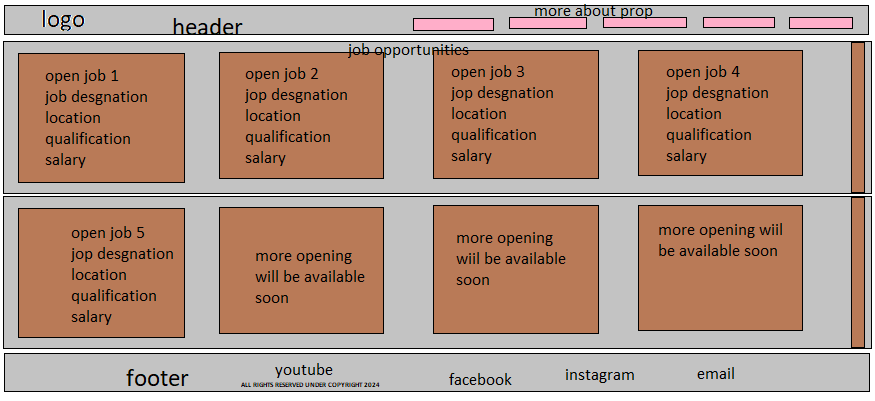 logo
header
more about prop
job opportunities
open job 1
job desgnation
location
qualification
salary
open job 2
jop desgnation
location
qualification
salary
open job 3
jop desgnation
location
qualification
salary
open job 4
jop desgnation
location
qualification
salary
open job 5
jop desgnation
location
qualification
salary
more opening
wiil be available
soon
more opening
wiil be available
soon
more opening wiil
be available soon
footer
youtube
ALL RIGHTS RESERVED UNDER COPYRIGHT 2024
facebook
instagram
email